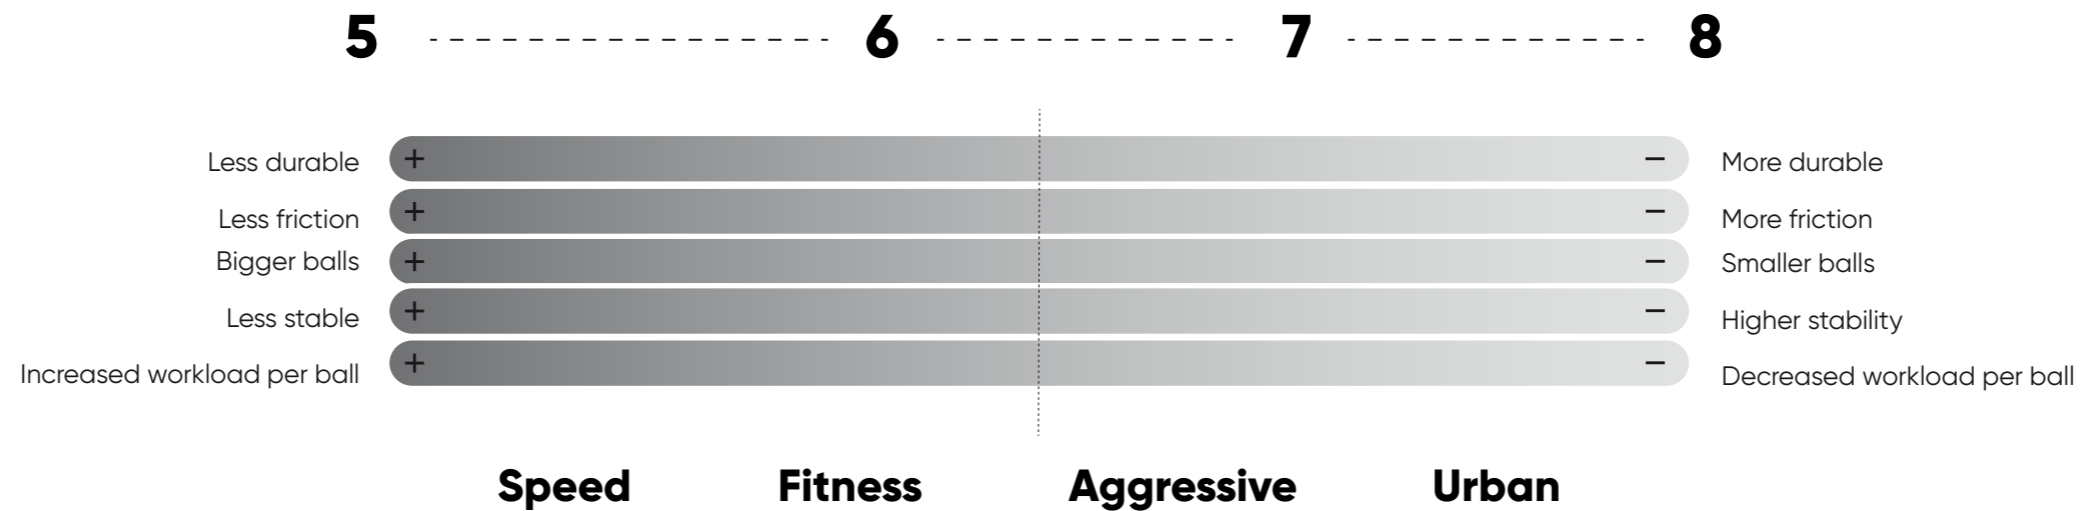 5 6 7 8
Less durable + − More durable
Less friction + − More friction
Bigger balls + − Smaller balls
Less stable + − Higher stability
Increased workload per ball + − Decreased workload per ball
Speed Fitness Aggressive Urban